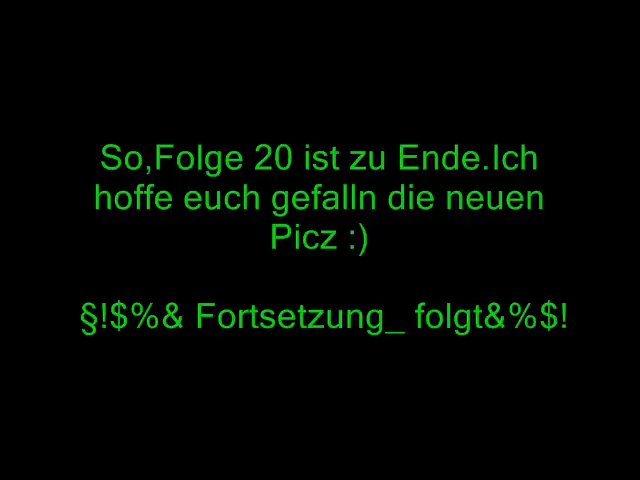 So,Folge 20 ist zu Ende.Ich
hoffe euch gefalln die neuen
Picz :)
§!$%& Fortsetzung_ folgt&%$!